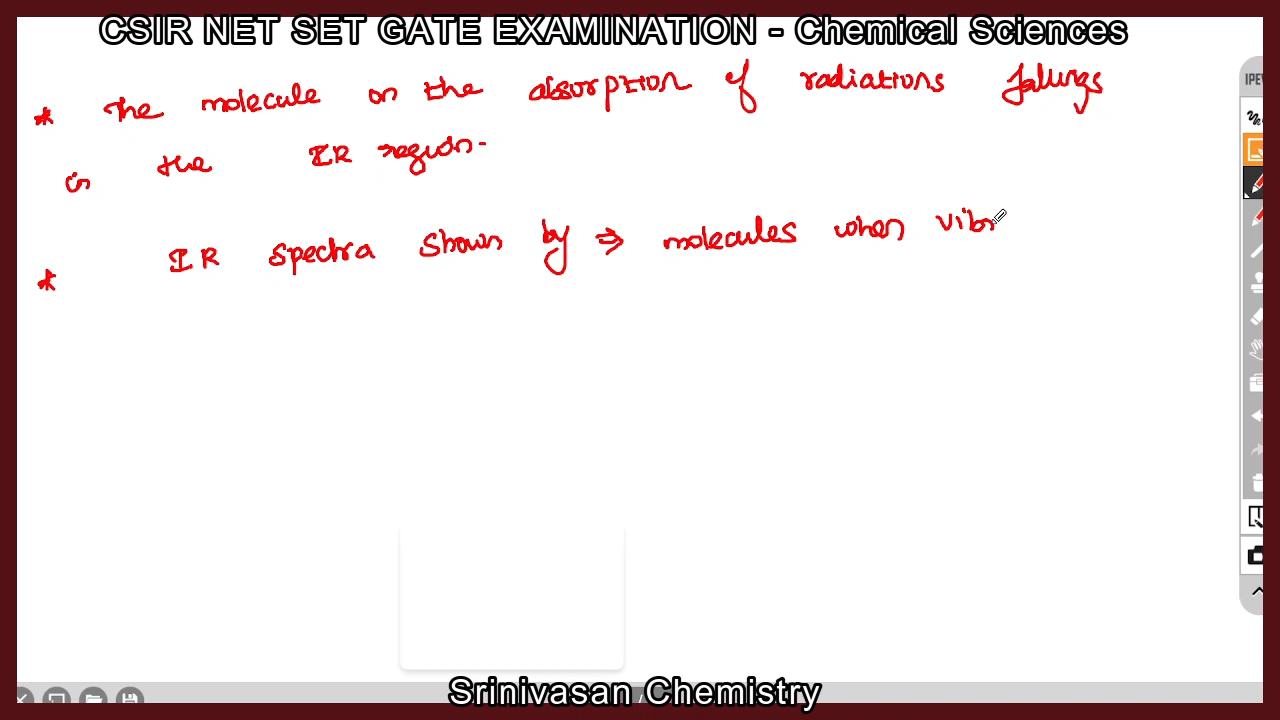 CSIR NET SET GATE EXAMINATION - Chemical Sciences
* The molecule on the absorption of radiations fallings
in the IR region.
* IR spectra shown by ⇒ molecules when vibr
Srinivasan Chemistry